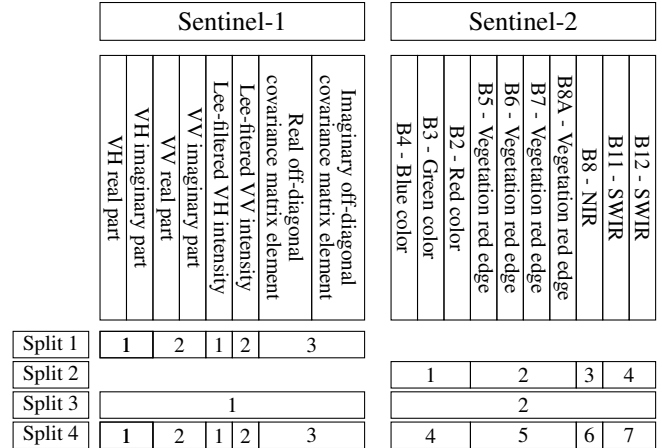 Sentinel-1
Sentinel-2
VH real part
VH imaginary part
VV real part
VV imaginary part
Lee-filtered VH intensity
Lee-fitered VV intensity
Real off-diagonal
covariance matrix element
Imaginary off-diagonal
covariance matrix element
B4 - Blue color
B3 - Green color
B2 - Red color
B5 - Vegetation red edge
B6 - Vegetation red edge
B7 - Vegetation red edge
B8A - Vegetation red edge
B8 - NIR
B11 - SWIR
B12 - SWIR
Split 1 1 2 1 2 3
Split 2 1 2 3 4
Split 3 1 2
Split 4 1 2 1 2 3 4 5 6 7